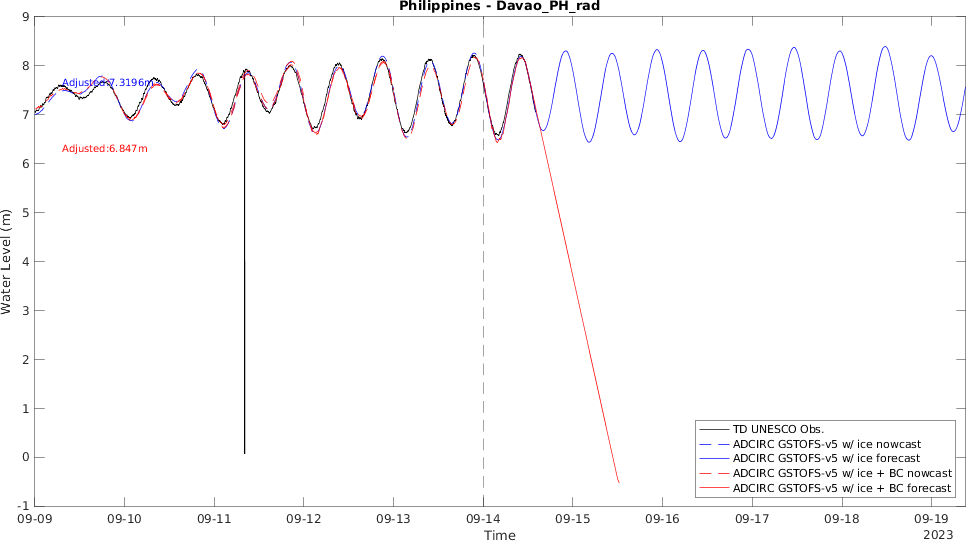 Philippines - Davao_PH_rad
Water Level (m)
9
8
7
6
5
4
3
2
1
0
-1
Adjusted:7.3196m
Adjusted:6.847m
TD UNESCO Obs.
ADCIRC GSTOFS-v5 w/ ice nowcast
ADCIRC GSTOFS-v5 w/ ice forecast
ADCIRC GSTOFS-v5 w/ ice + BC nowcast
ADCIRC GSTOFS-v5 w/ ice + BC forecast
09-09 09-10 09-11 09-12 09-13 09-14 09-15 09-16 09-17 09-18 09-19
Time
2023